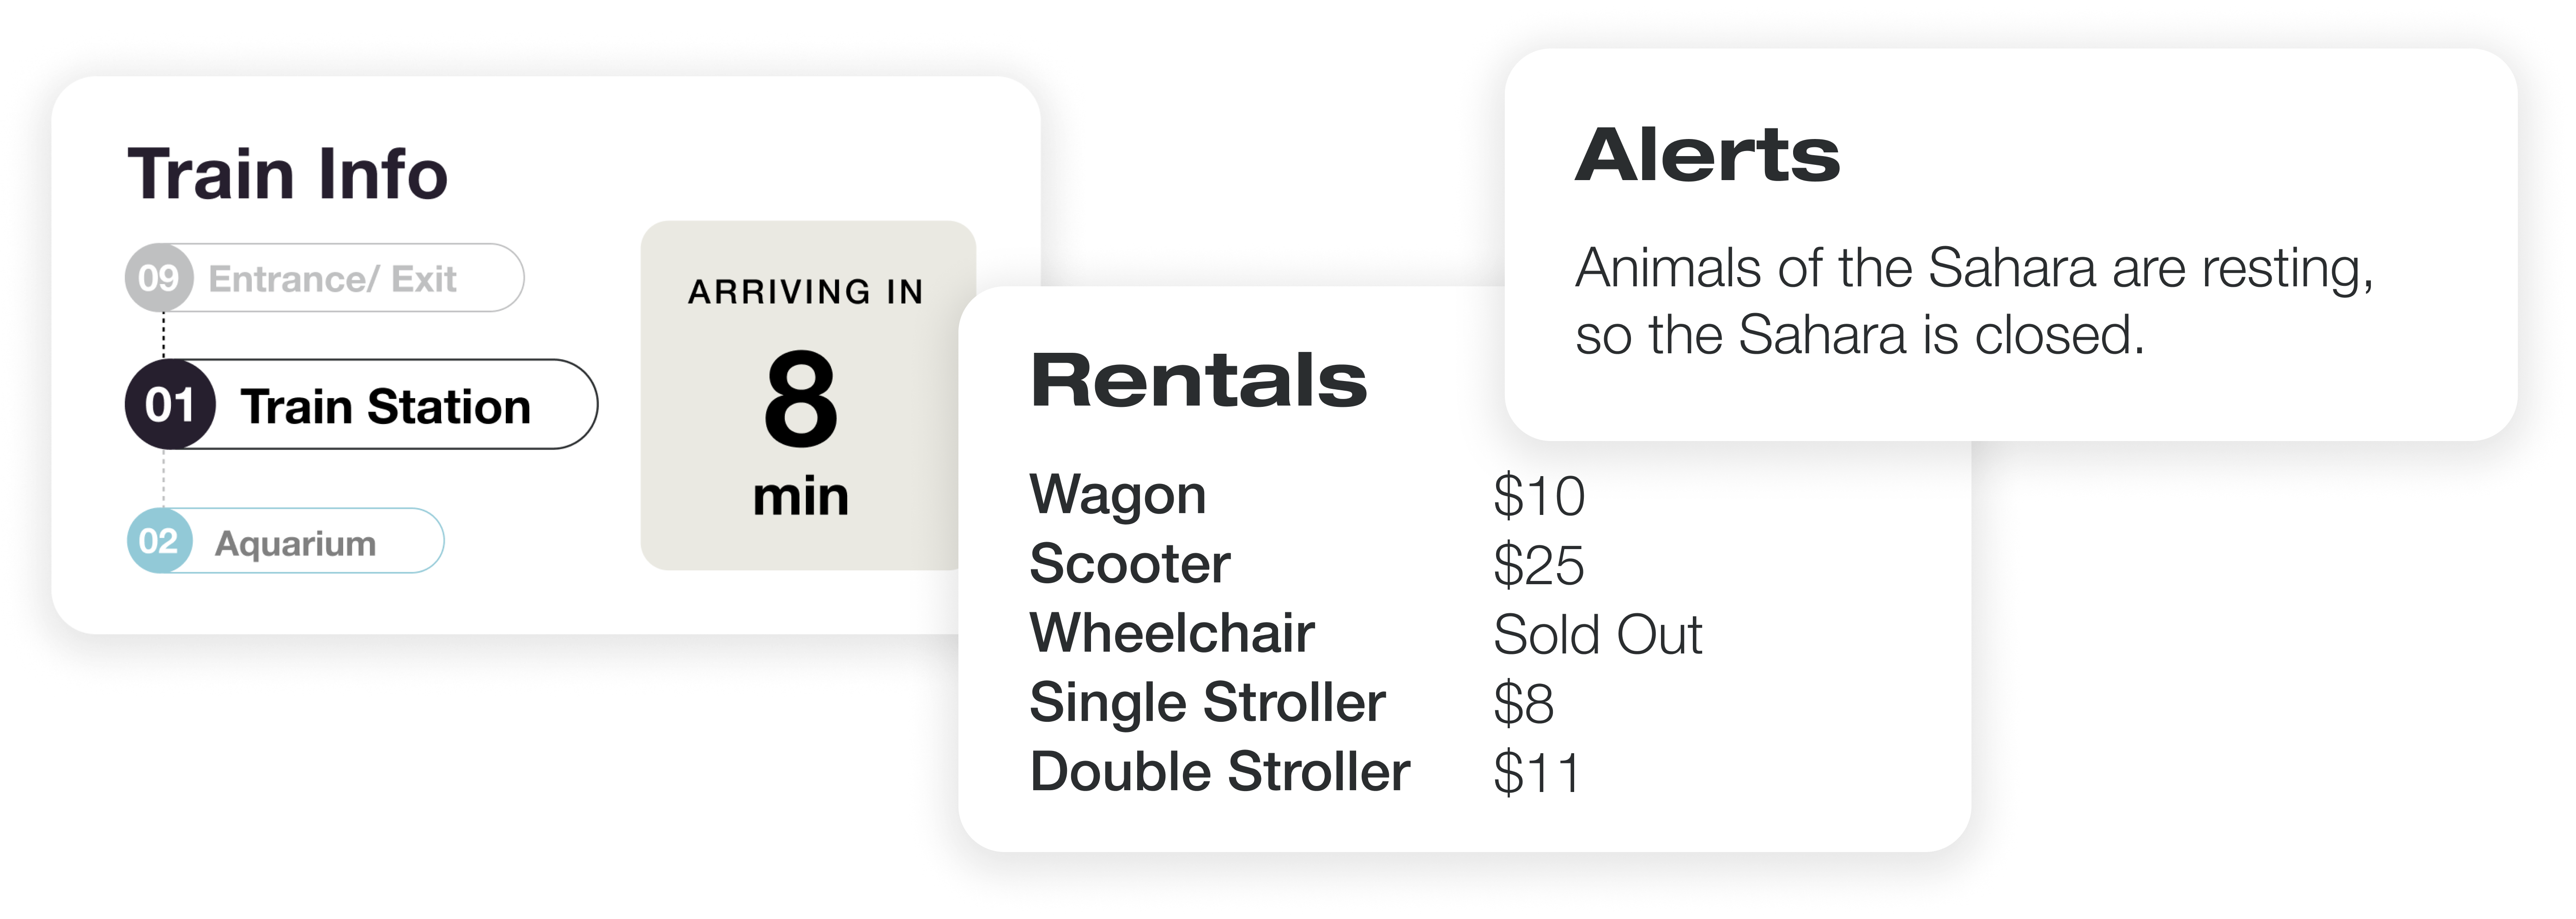 Train Info
09 Entrance/ Exit
01 Train Station
02 Aquarium
ARRIVING IN
8
min
Rentals
Wagon $10
Scooter $25
Wheelchair Sold Out
Single Stroller $8
Double Stroller $11
Alerts
Animals of the Sahara are resting,
so the Sahara is closed.